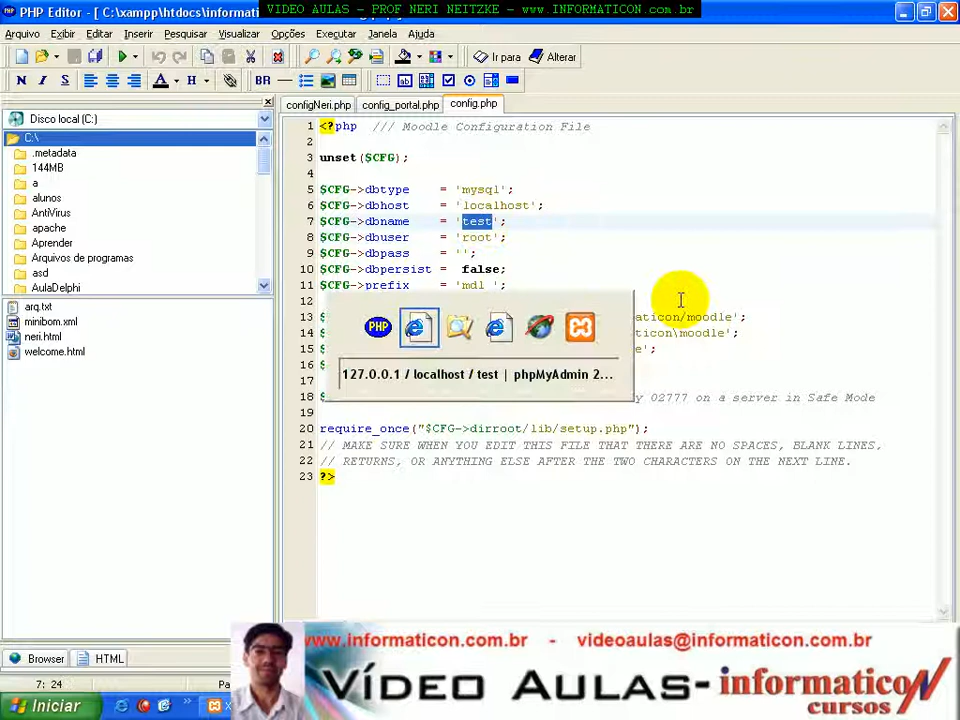 PHP Editor - [ C:\xampp\htdocs\informati
VIDEO AULAS - PROF NERI NEITZKE - www.INFORMATICON.com.br
Arquivo Exibir Editar Inserir Pesquisar Visualizar Opções Executar Janela Ajuda
Ir para Alterar
N I S A H BR
configNeri.php config_portal.php config.php
Disco local (C:)
C:\
.metadata
144MB
a
alunos
AntiVirus
apache
Aprender
Arquivos de programas
asd
AulaDelphi
arq.txt
minibom.xml
neri.html
welcome.html
1 <?php /// Moodle Configuration File
2
3 unset($CFG);
4
5 $CFG->dbtype = 'mysql';
6 $CFG->dbhost = 'localhost';
7 $CFG->dbname = 'test';
8 $CFG->dbuser = 'root';
9 $CFG->dbpass = '';
10 $CFG->dbpersist = false;
11 $CFG->prefix = 'mdl_';
12
13 $ aticon/moodle';
14 $ ticon\moodle';
15 $ e';
16 $
17
18 $ y 02777 on a server in Safe Mode
19
20 require_once("$CFG->dirroot/lib/setup.php");
21 // MAKE SURE WHEN YOU EDIT THIS FILE THAT THERE ARE NO SPACES, BLANK LINES,
22 // RETURNS, OR ANYTHING ELSE AFTER THE TWO CHARACTERS ON THE NEXT LINE.
23 ?>
PHP
127.0.0.1 / localhost / test | phpMyAdmin 2...
Browser HTML
7: 24
Iniciar
www.informaticon.com.br - videoaulas@informaticon.com.br
Vídeo Aulas- informaticon
cursos